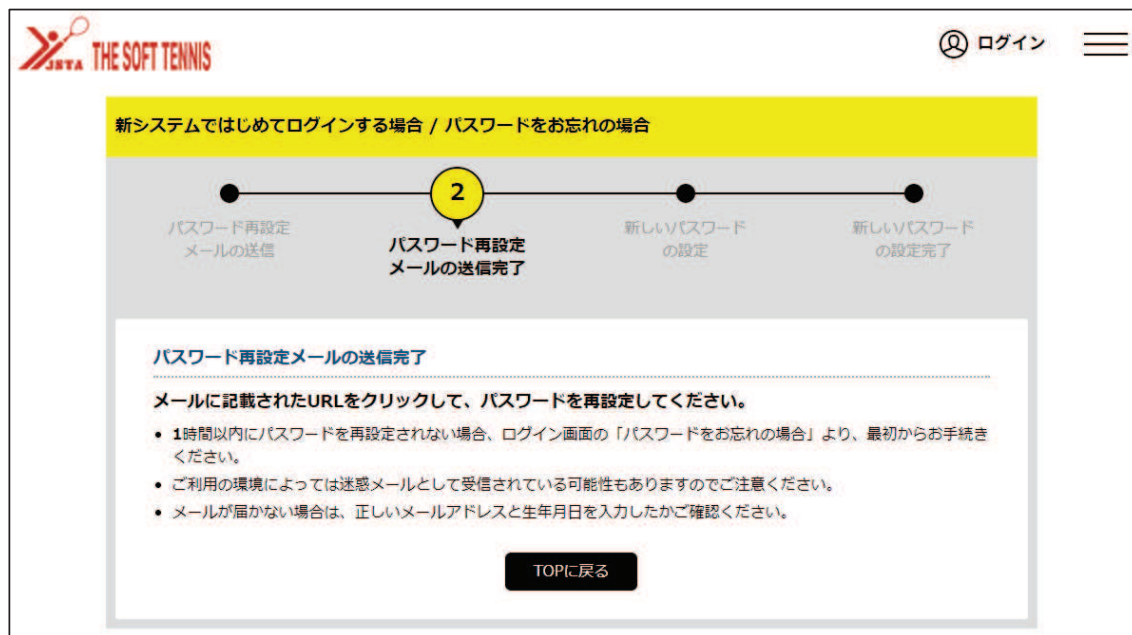 JSTA THE SOFT TENNIS
ログイン
新システムではじめてログインする場合 / パスワードをお忘れの場合
2
パスワード再設定
メールの送信
パスワード再設定
メールの送信完了
新しいパスワード
の設定
新しいパスワード
の設定完了
パスワード再設定メールの送信完了
メールに記載されたURLをクリックして、パスワードを再設定してください。
• 1時間以内にパスワードを再設定されない場合、ログイン画面の「パスワードをお忘れの場合」より、最初からお手続き
ください。
• ご利用の環境によっては迷惑メールとして受信されている可能性もありますのでご注意ください。
• メールが届かない場合は、正しいメールアドレスと生年月日を入力したかご確認ください。
TOPに戻る